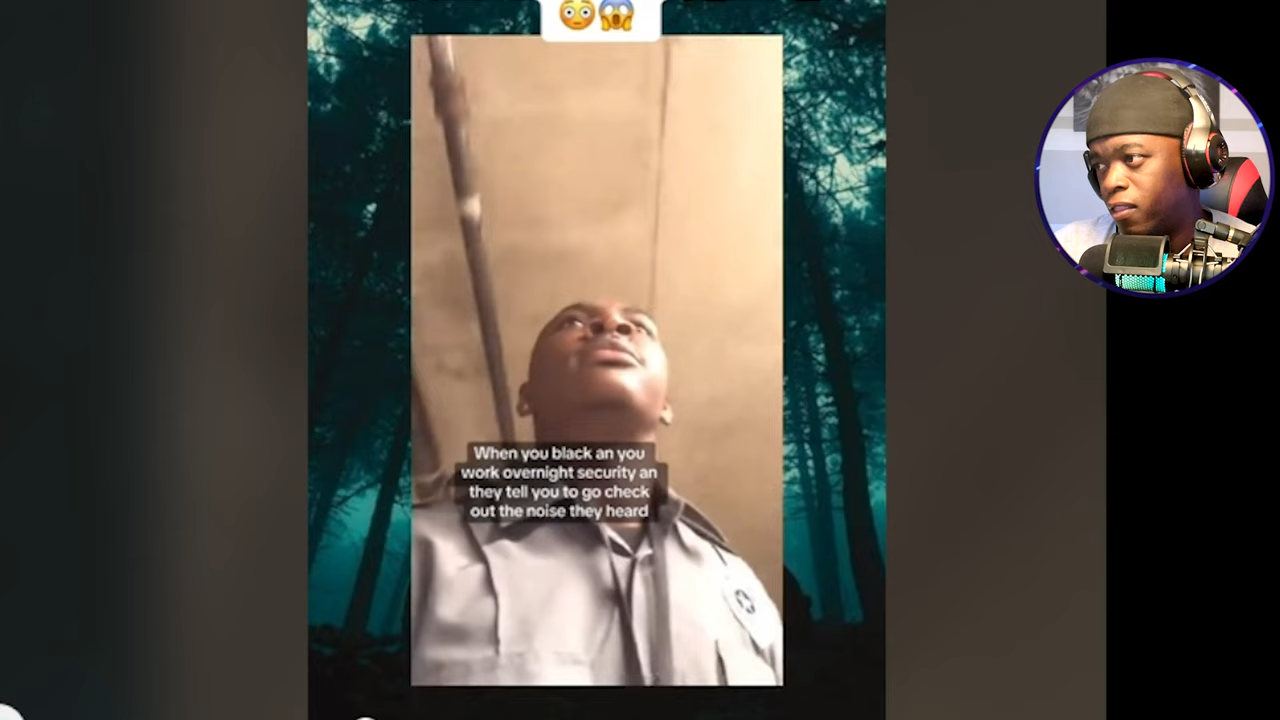 When you black an you
work overnight security an
they tell you to go check
out the noise they heard